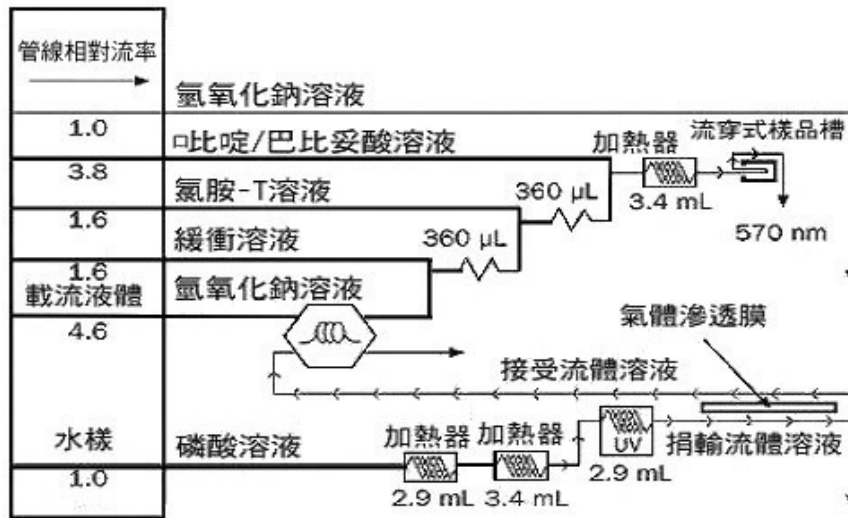 管線相對流率
氫氧化鈉溶液
1.0
口比啶/巴比妥酸溶液
加熱器
流穿式樣品槽
3.8
3.4 mL
氯胺-T溶液
360 μL
570 nm
1.6
緩衝溶液
360 μL
1.6
載流液體
氫氧化鈉溶液
4.6
氣體滲透膜
接受流體溶液
水樣
磷酸溶液
加熱器
加熱器
UV
捐輸流體溶液
1.0
2.9 mL
3.4 mL
2.9 mL